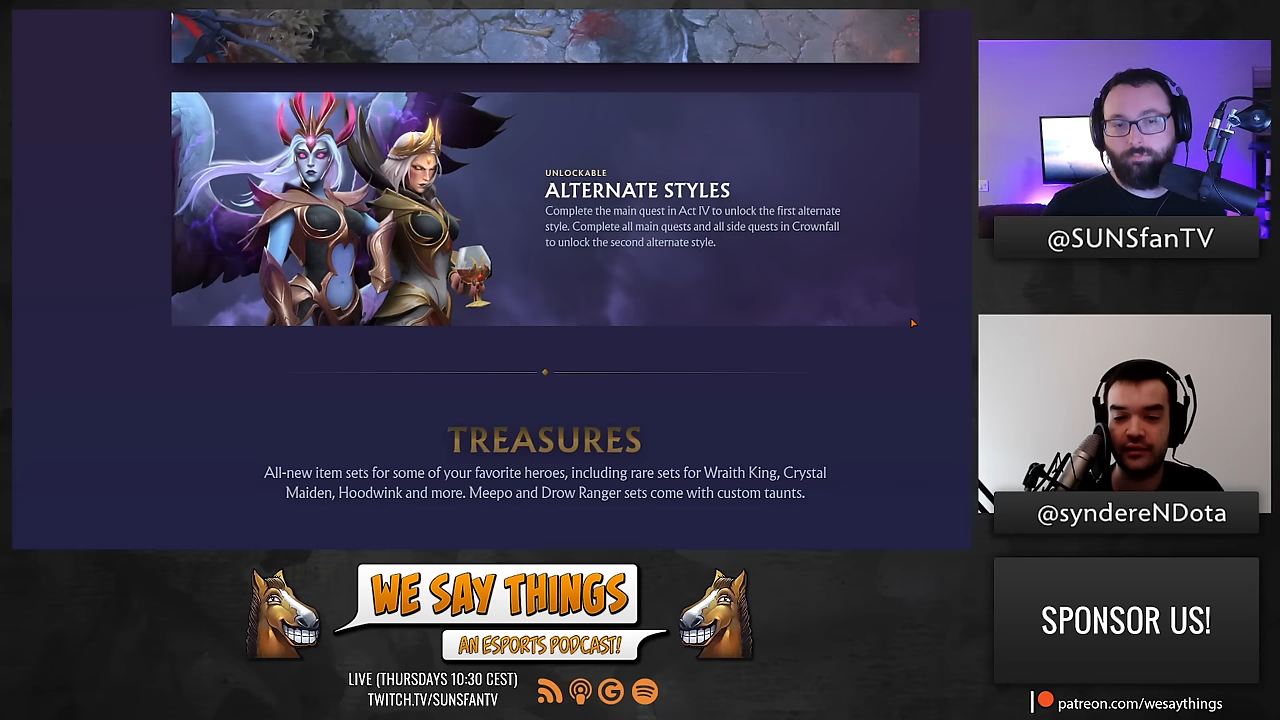 UNLOCKABLE
ALTERNATE STYLES
Complete the main quest in Act IV to unlock the first alternate
style. Complete all main quests and all side quests in Crownfall
to unlock the second alternate style.
TREASURES
All-new item sets for some of your favorite heroes, including rare sets for Wraith King, Crystal
Maiden, Hoodwink and more. Meepo and Drow Ranger sets come with custom taunts.
@SUNSfanTV
@syndereNDota
SPONSOR US!
patreon.com/wesaythings
WE SAY THINGS
AN ESPORTS PODCAST!
LIVE (THURSDAYS 10:30 CEST)
TWITCH.TV/SUNSFANTV